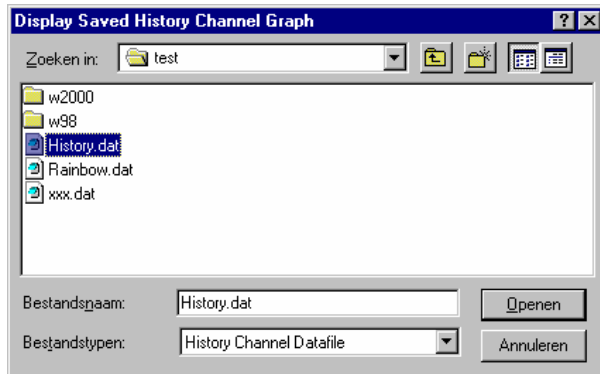 Display Saved History Channel Graph
Zoeken in: test
w2000
w98
History.dat
Rainbow.dat
xxx.dat
Bestandsnaam: History.dat Openen
Bestandstypen: History Channel Datafile Annuleren